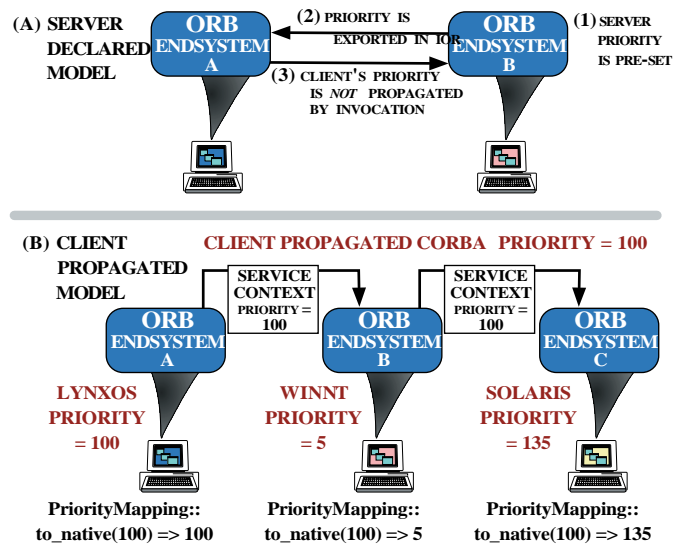 (A) SERVER
DECLARED
MODEL
ORB
ENDSYSTEM
A
(2) PRIORITY IS
EXPORTED IN IOR
(3) CLIENT'S PRIORITY
IS NOT PROPAGATED
BY INVOCATION
ORB
ENDSYSTEM
B
(1) SERVER
PRIORITY
IS PRE-SET
(B) CLIENT
PROPAGATED
MODEL
CLIENT PROPAGATED CORBA PRIORITY = 100
SERVICE
CONTEXT
PRIORITY =
100
SERVICE
CONTEXT
PRIORITY =
100
ORB
ENDSYSTEM
A
ORB
ENDSYSTEM
B
ORB
ENDSYSTEM
C
LYNXOS
PRIORITY
= 100
WINNT
PRIORITY
= 5
SOLARIS
PRIORITY
= 135
PriorityMapping::
to_native(100) => 100
PriorityMapping::
to_native(100) => 5
PriorityMapping::
to_native(100) => 135